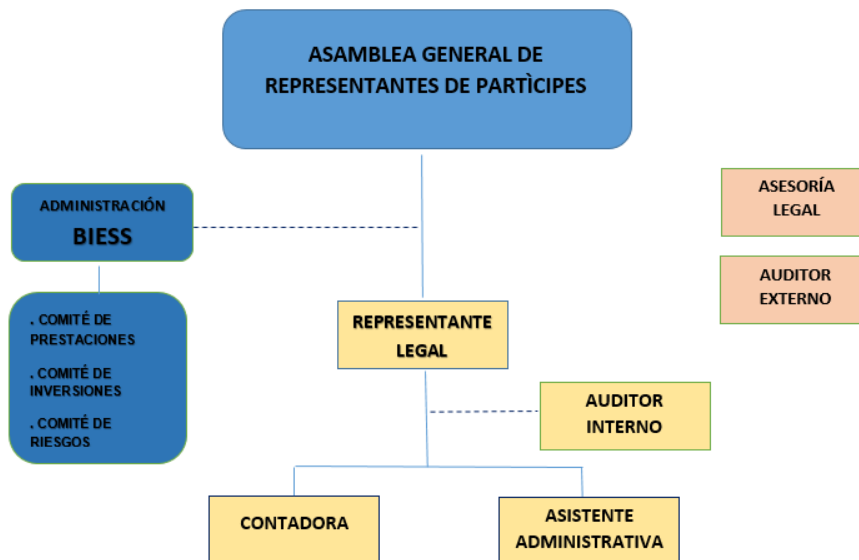 ASAMBLEA GENERAL DE
REPRESENTANTES DE PARTÌCIPES
ADMINISTRACIÓN
BIESS
ASESORÍA
LEGAL
AUDITOR
EXTERNO
. COMITÉ DE
PRESTACIONES
. COMITÉ DE
INVERSIONES
. COMITÉ DE
RIESGOS
REPRESENTANTE
LEGAL
AUDITOR
INTERNO
CONTADORA
ASISTENTE
ADMINISTRATIVA